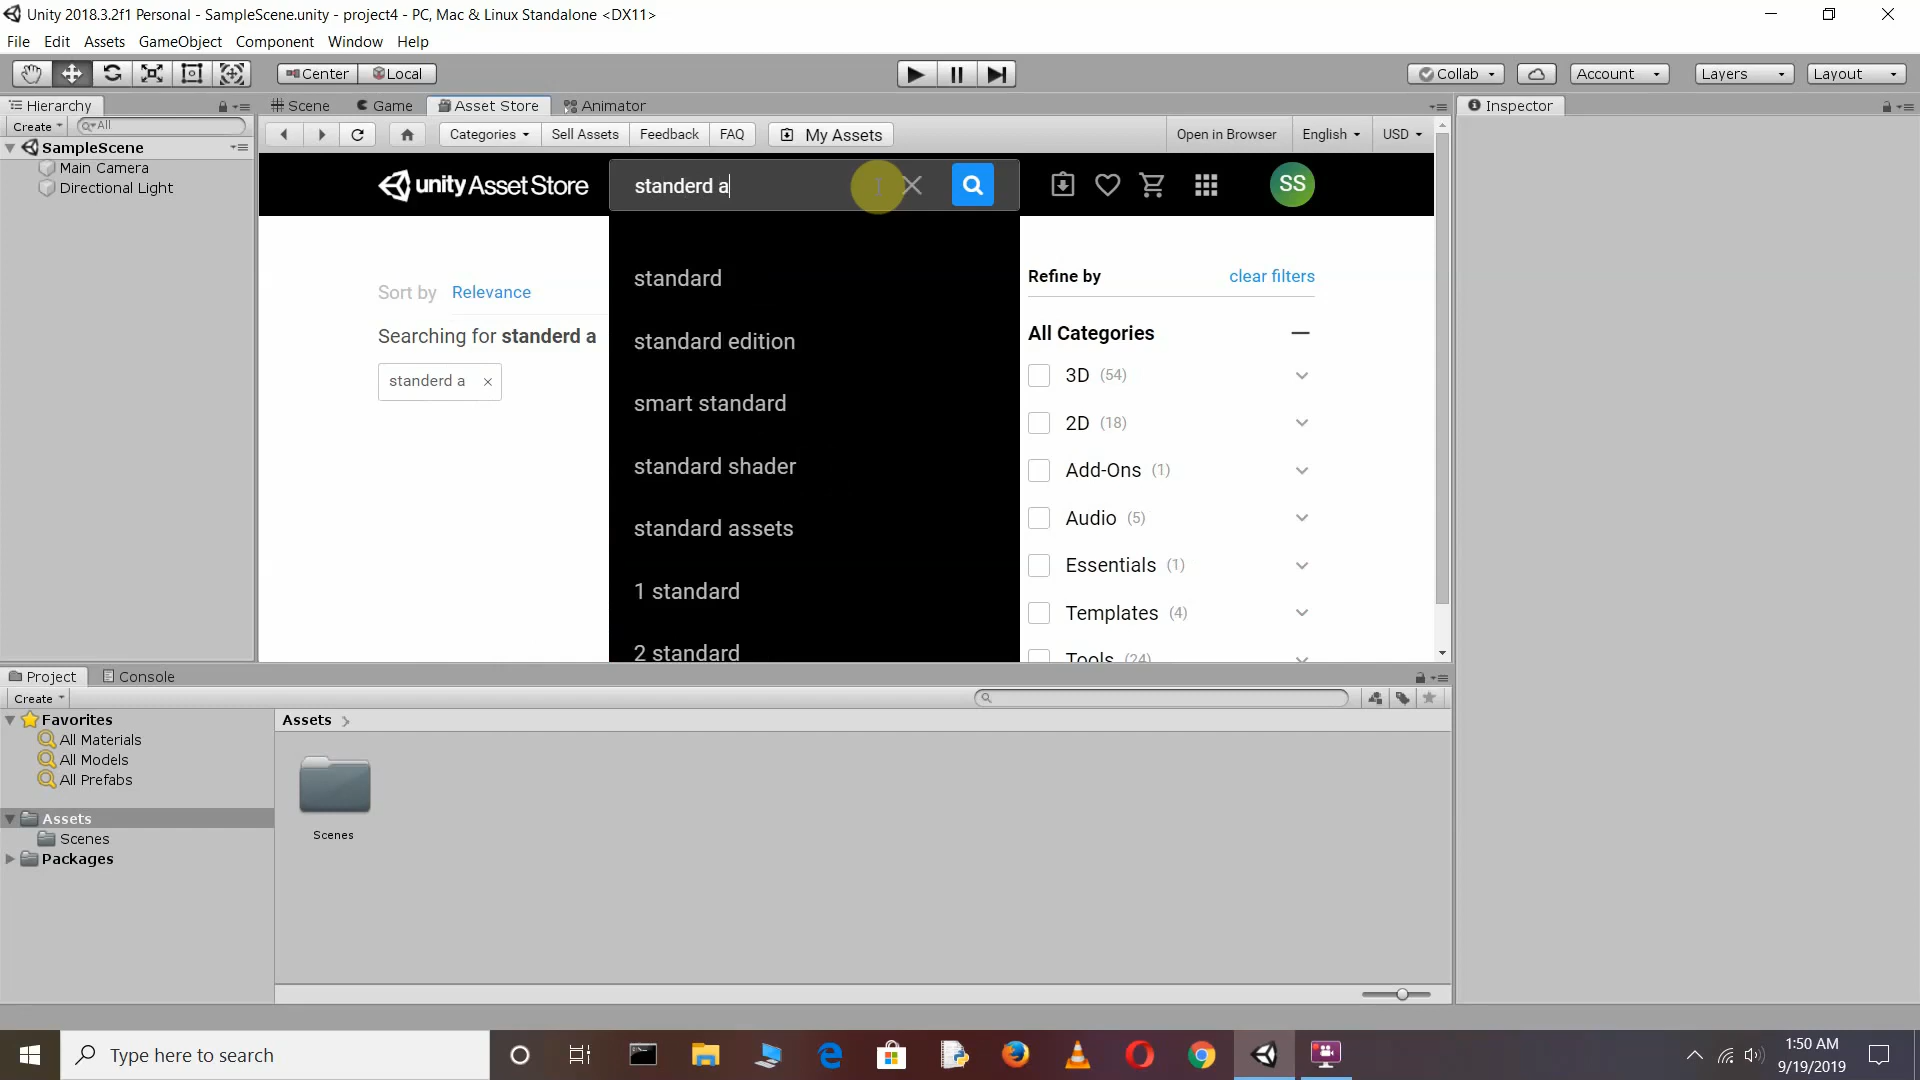 Unity 2018.3.2f1 Personal - SampleScene.unity - project4 - PC, Mac & Linux Standalone <DX11>
File Edit Assets GameObject Component Window Help
Center Local Collab Account Layers Layout
Hierarchy Scene Game Asset Store Animator Inspector
Create All Categories Sell Assets Feedback FAQ My Assets Open in Browser English USD
SampleScene
Main Camera
Directional Light
unity Asset Store standerd a SS
standard
standard edition
smart standard
standard shader
standard assets
1 standard
2 standard
Sort by Relevance
Searching for standerd a
standerd a ×
Refine by clear filters
All Categories
3D (54)
2D (18)
Add-Ons (1)
Audio (5)
Essentials (1)
Templates (4)
Tools (24)
Project Console
Create
Favorites
All Materials
All Models
All Prefabs
Assets
Scenes
Packages
Assets
Scenes
Type here to search
1:50 AM
9/19/2019